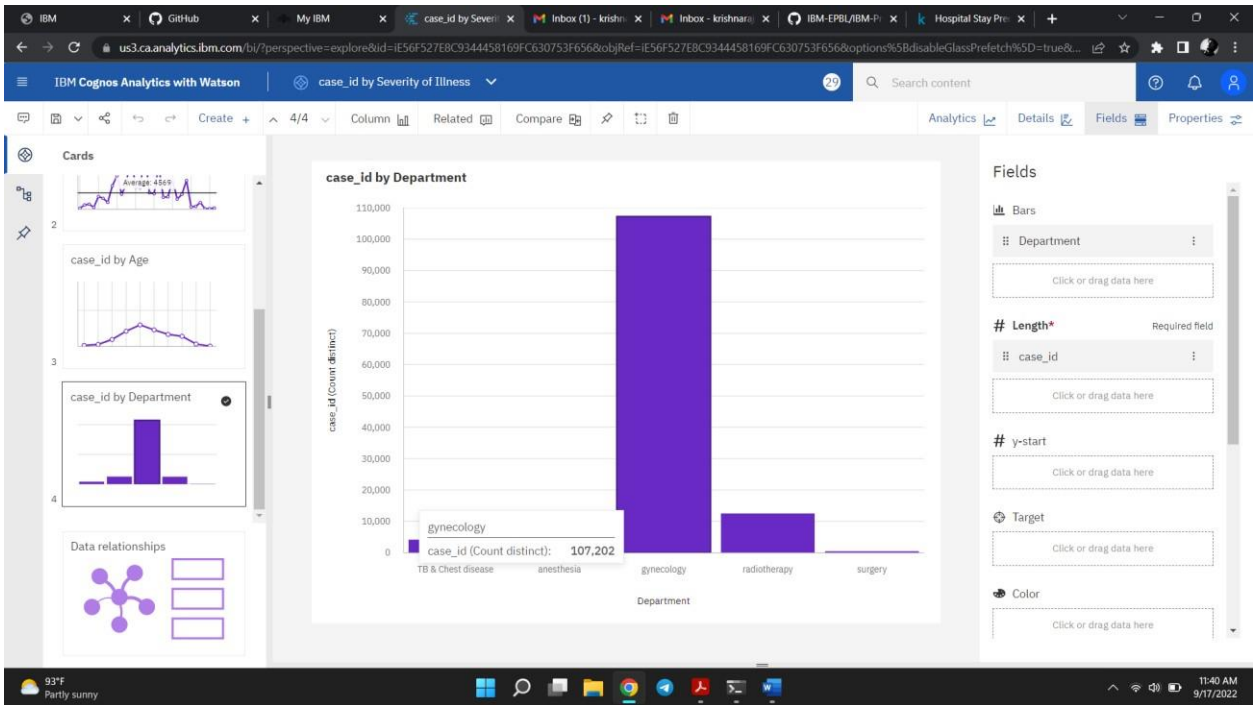 IBM
GitHub
My IBM
case_id by Severit
Inbox (1) - krishn
Inbox - krishnaraj
IBM-EPBL/IBM-Pr
Hospital Stay Pre
us3.ca.analytics.ibm.com/bi/?perspective=explore&id=iE56F527E8C9344458169FC630753F656&objRef=iE56F527E8C9344458169FC630753F656&options%5BdisableGlassPrefetch%5D=true&...
IBM Cognos Analytics with Watson
case_id by Severity of Illness
29
Search content
Create +
4/4
Column
Related
Compare
Analytics
Details
Fields
Properties
Cards
Average: 4569
2
case_id by Age
3
case_id by Department
4
Data relationships
case_id by Department
110,000
100,000
90,000
80,000
70,000
60,000
50,000
40,000
30,000
20,000
10,000
0
case_id (Count distinct)
gynecology
case_id (Count distinct): 107,202
TB & Chest disease
anesthesia
gynecology
radiotherapy
surgery
Department
Fields
Bars
Department
Click or drag data here
# Length*
Required field
case_id
Click or drag data here
# y-start
Click or drag data here
Target
Click or drag data here
Color
Click or drag data here
93°F
Partly sunny
11:40 AM
9/17/2022